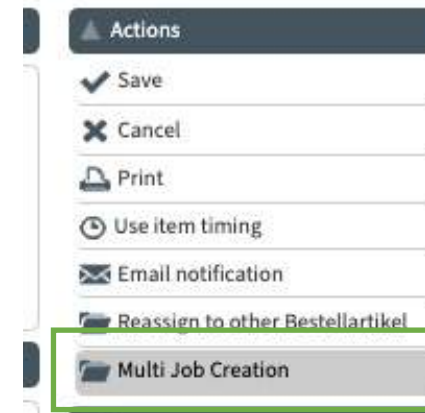 Actions
Save
Cancel
Print
Use item timing
Email notification
Reassign to other Bestellartikel
Multi Job Creation